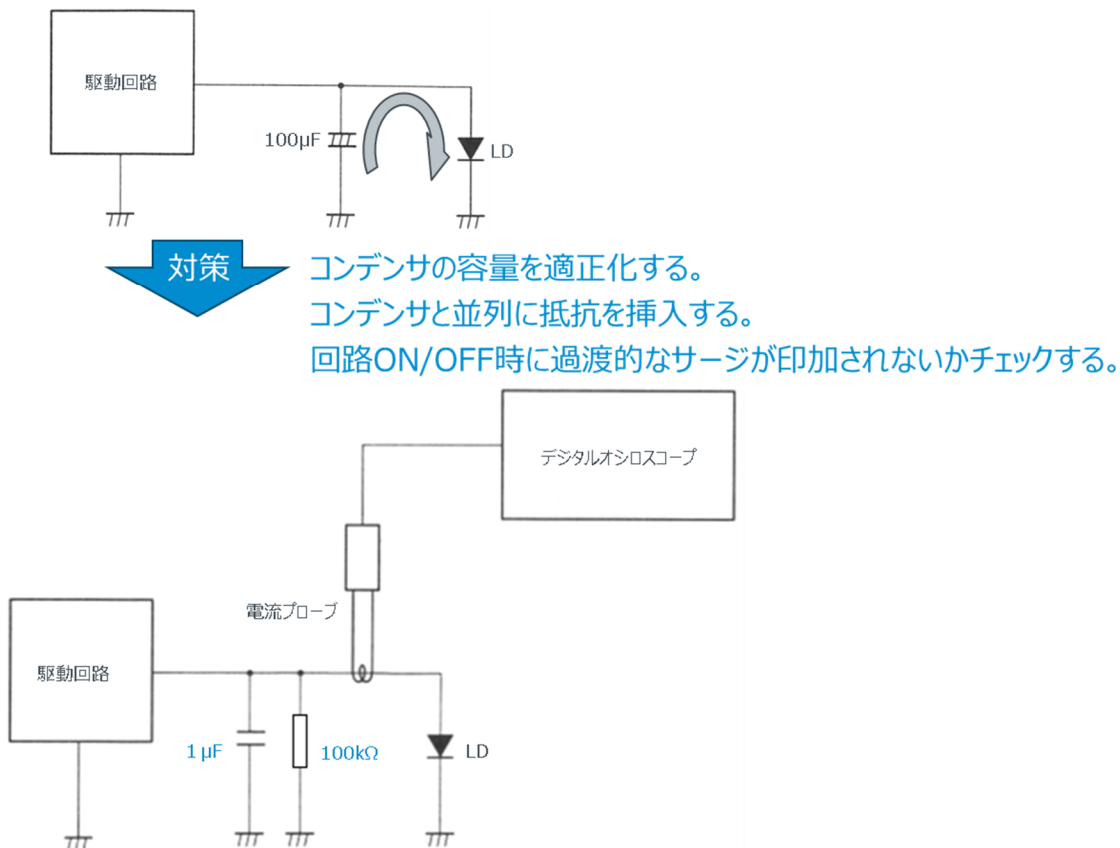 駆動回路
100μF
LD
対策
コンデンサの容量を適正化する。
コンデンサと並列に抵抗を挿入する。
回路ON/OFF時に過渡的なサージが印加されないかチェックする。
デジタルオシロスコープ
電流プローブ
駆動回路
1μF
100kΩ
LD